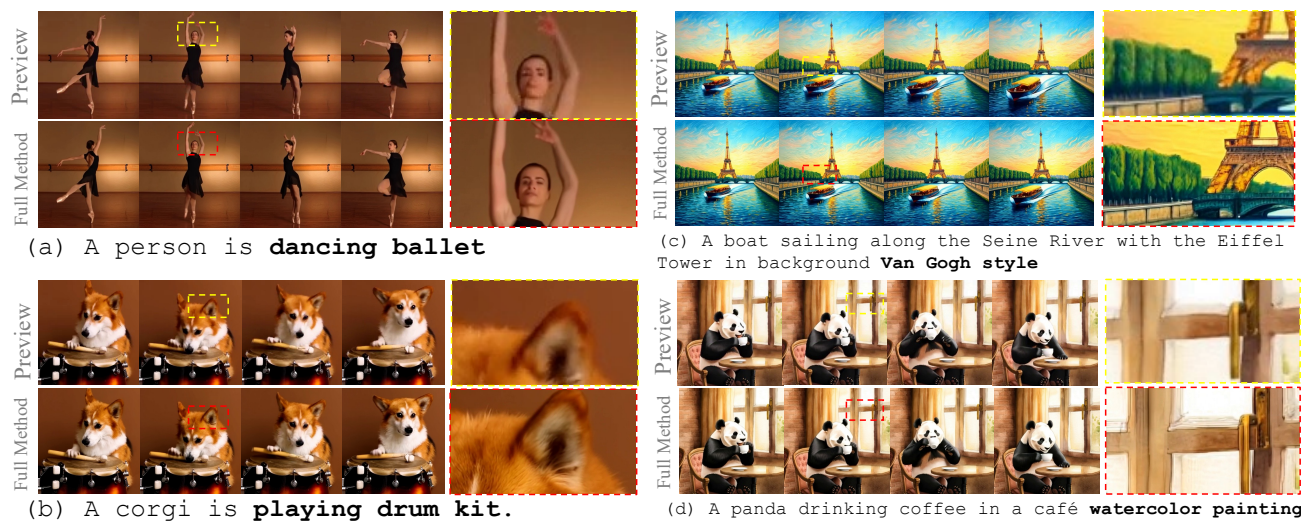 Preview
Full Method
(a) A person is dancing ballet
Preview
Full Method
(b) A corgi is playing drum kit.
Preview
Full Method
(c) A boat sailing along the Seine River with the Eiffel
Tower in background Van Gogh style
Preview
Full Method
(d) A panda drinking coffee in a café watercolor painting